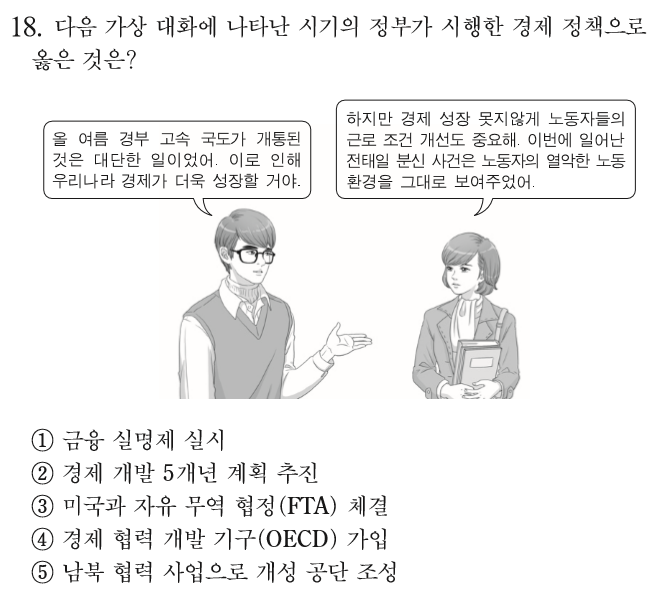 18. 다음 가상 대화에 나타난 시기의 정부가 시행한 경제 정책으로
옳은 것은?
올 여름 경부 고속 국도가 개통된
것은 대단한 일이었어. 이로 인해
우리나라 경제가 더욱 성장할 거야.
하지만 경제 성장 못지않게 노동자들의
근로 조건 개선도 중요해. 이번에 일어난
전태일 분신 사건은 노동자의 열악한 노동
환경을 그대로 보여주었어.
① 금융 실명제 실시
② 경제 개발 5개년 계획 추진
③ 미국과 자유 무역 협정(FTA) 체결
④ 경제 협력 개발 기구(OECD) 가입
⑤ 남북 협력 사업으로 개성 공단 조성